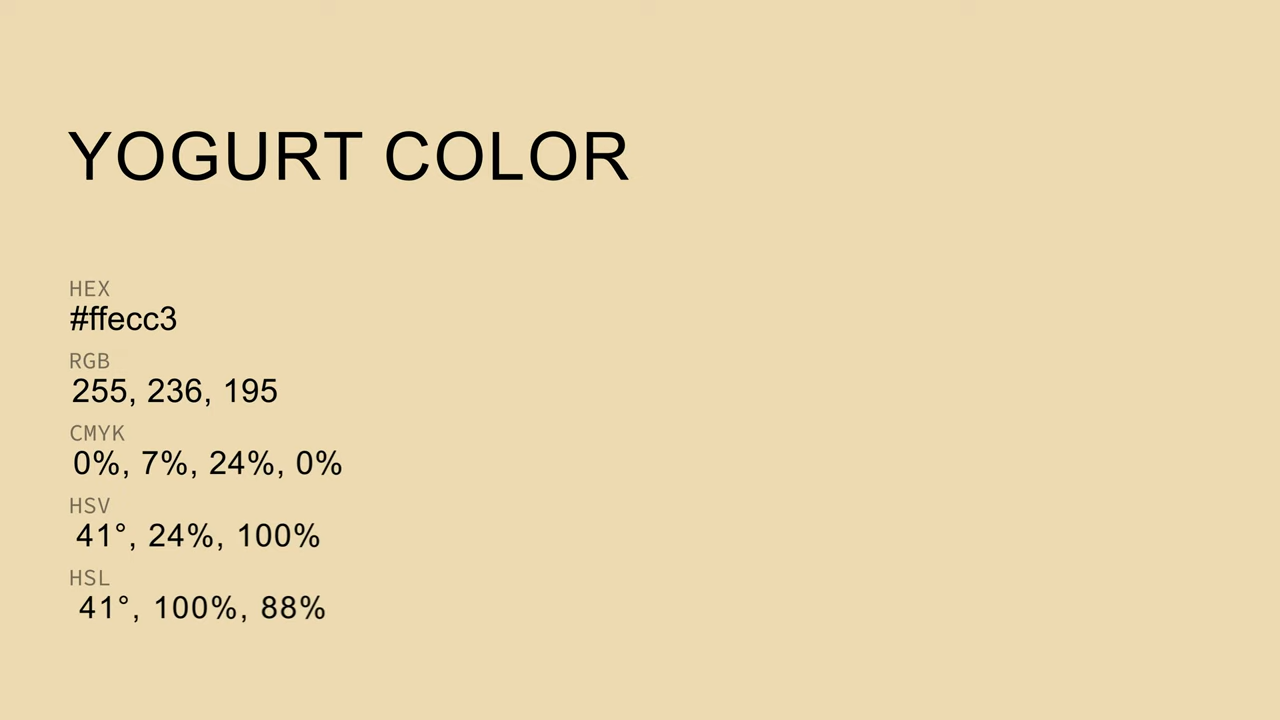 YOGURT COLOR
HEX
#ffecc3
RGB
255, 236, 195
CMYK
0%, 7%, 24%, 0%
HSV
41°, 24%, 100%
HSL
41°, 100%, 88%